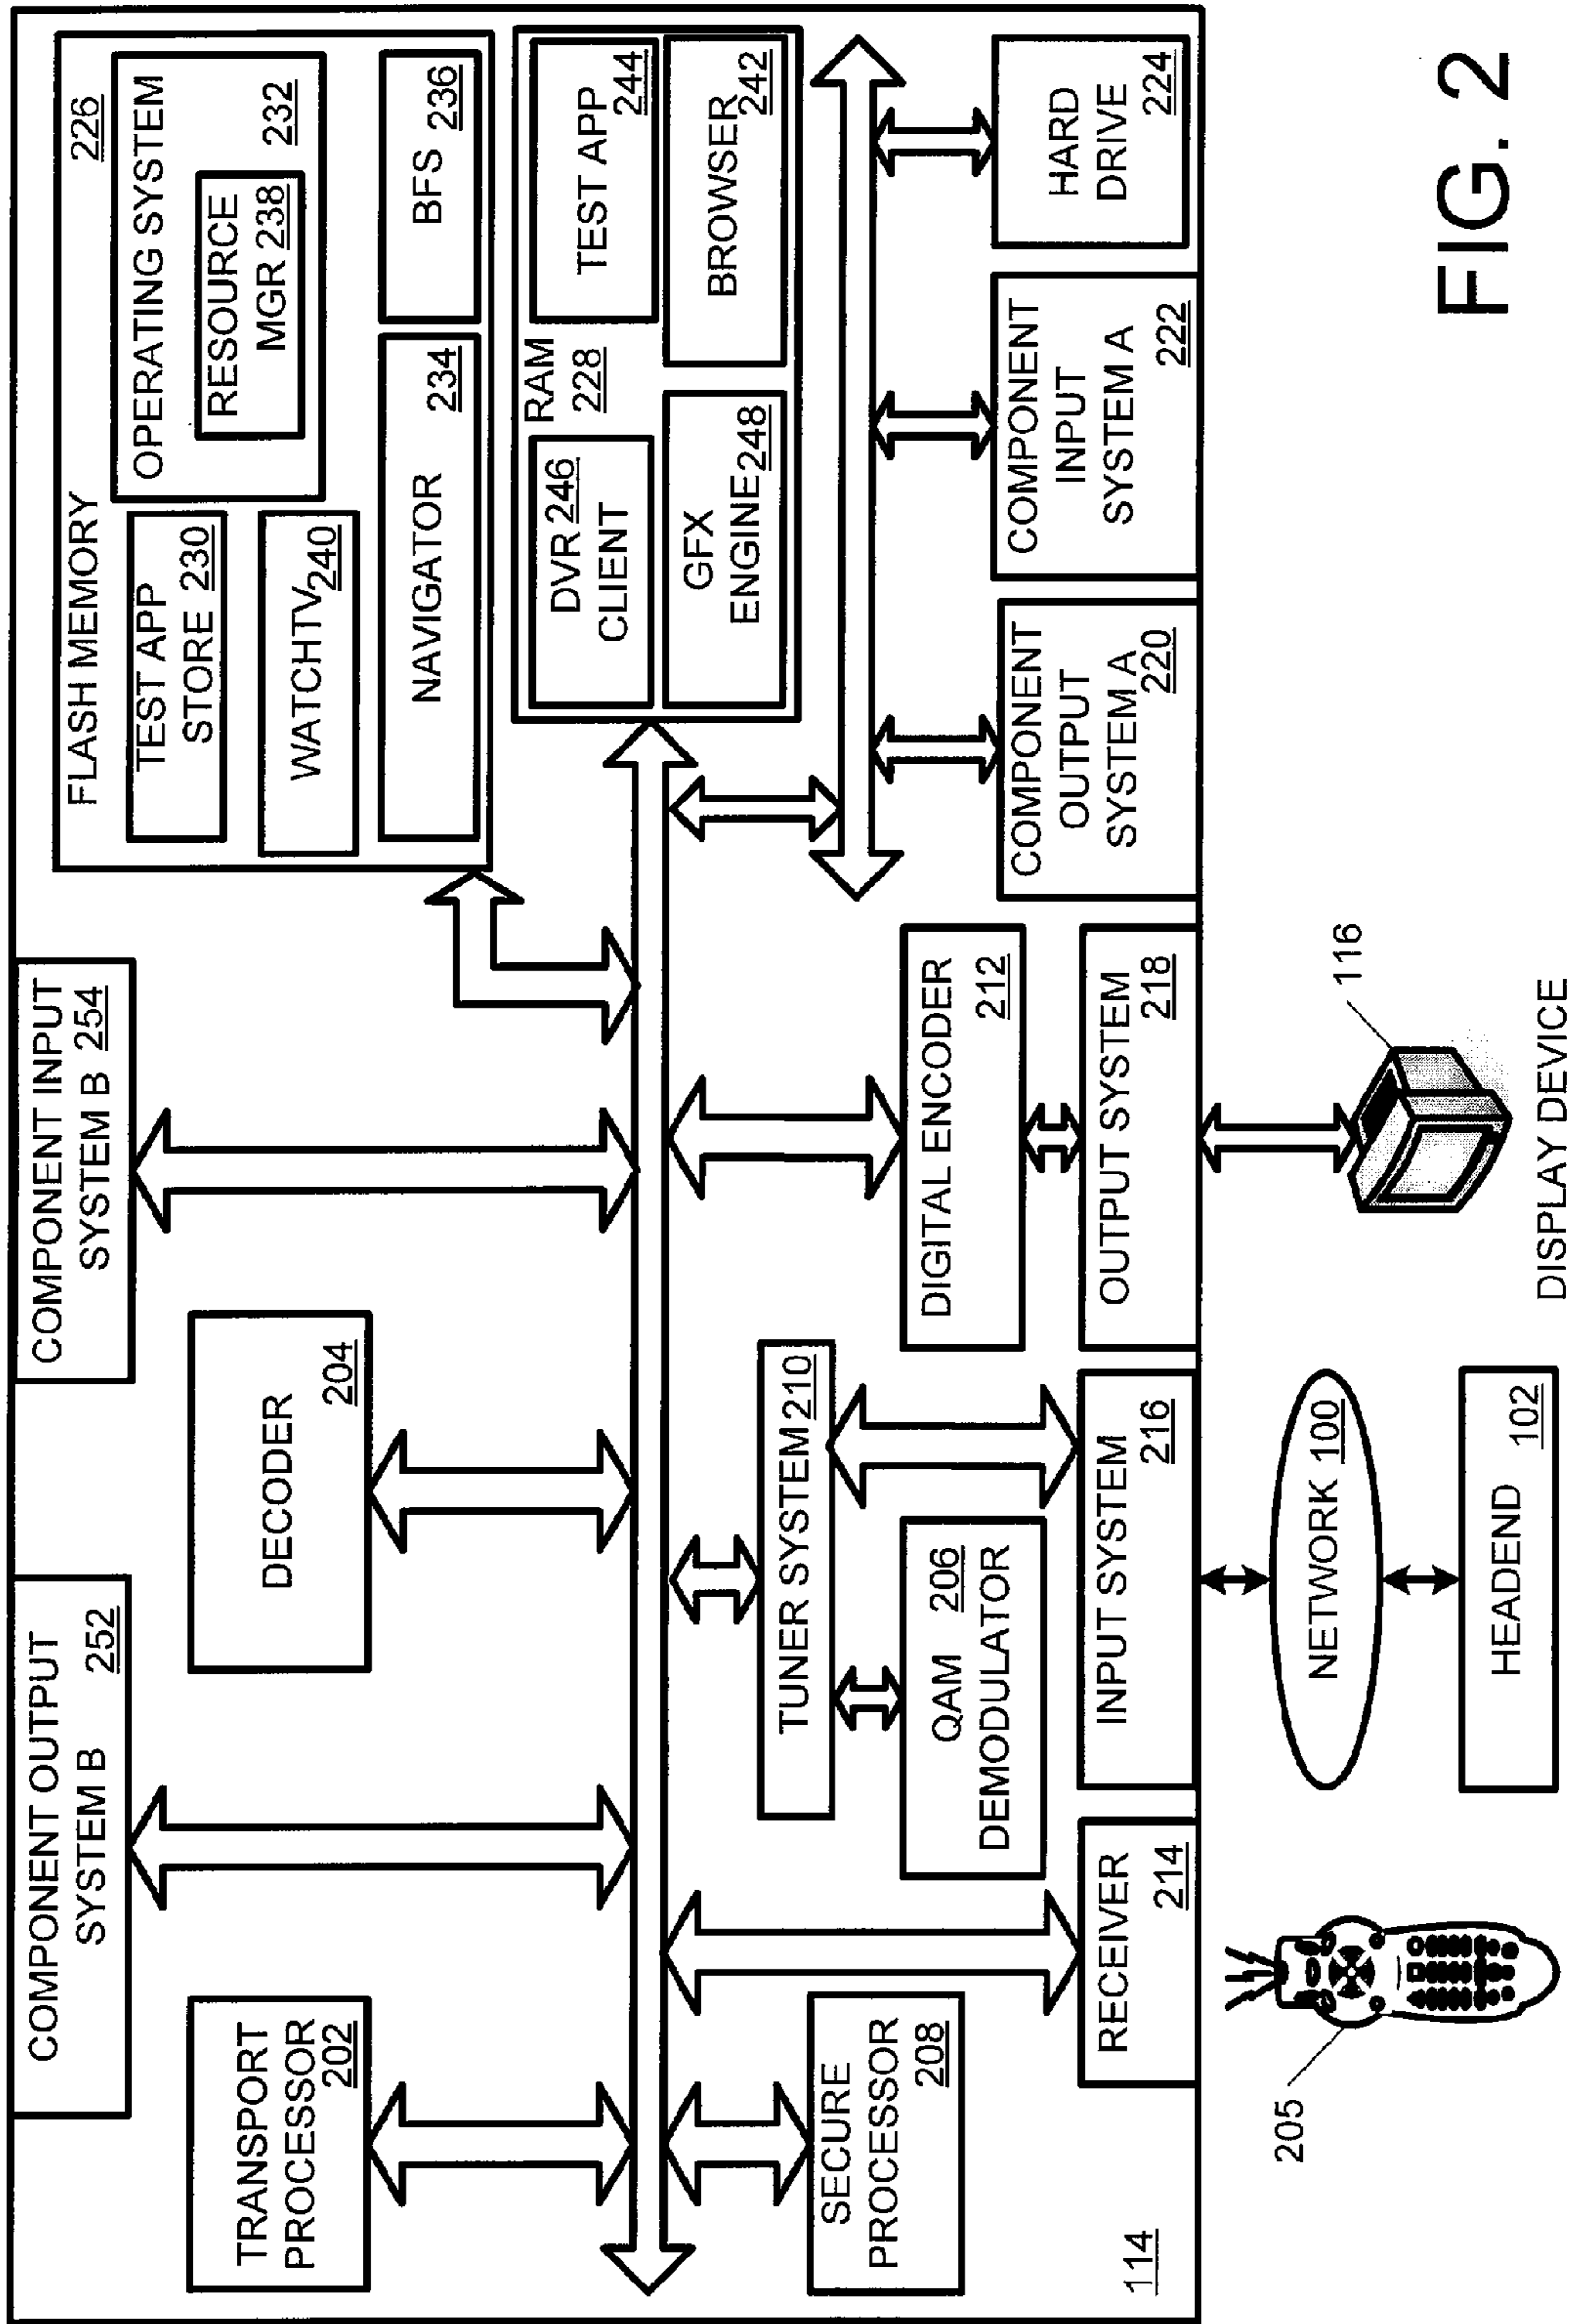 COMPONENT OUTPUT
SYSTEM B
252
COMPONENT INPUT
SYSTEM B 254
FLASH MEMORY
226
TEST APP
STORE 230
OPERATING SYSTEM
232
RESOURCE
MGR 238
WATCHTV 240
NAVIGATOR
234
BFS
236
TRANSPORT
PROCESSOR
202
DECODER
204
RAM
228
DVR 246
CLIENT
TEST APP
244
GFX
ENGINE 248
BROWSER
242
SECURE
PROCESSOR
208
TUNER SYSTEM 210
QAM 206
DEMODULATOR
DIGITAL ENCODER
212
RECEIVER
214
INPUT SYSTEM
216
OUTPUT SYSTEM
218
COMPONENT
OUTPUT
SYSTEM A
220
COMPONENT
INPUT
SYSTEM A
222
HARD
DRIVE
224
114
205
NETWORK 100
HEADEND
102
116
DISPLAY DEVICE
FIG. 2